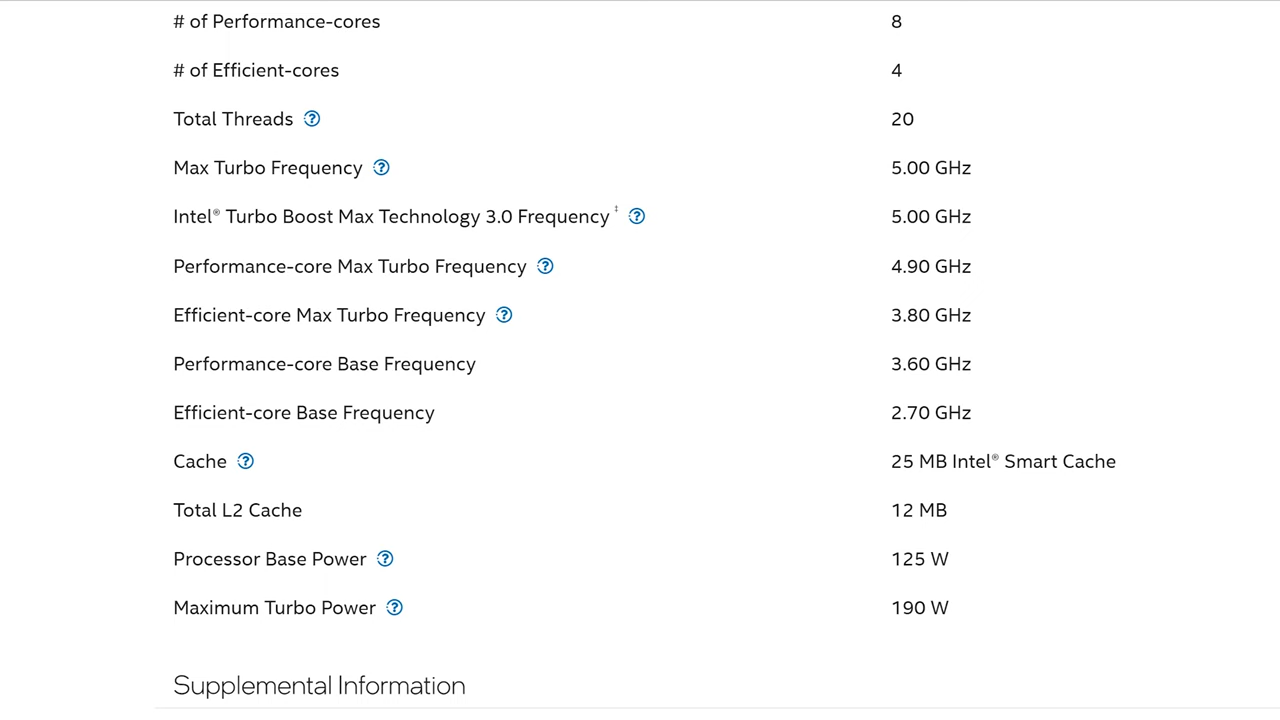 # of Performance-cores 8
# of Efficient-cores 4
Total Threads ? 20
Max Turbo Frequency ? 5.00 GHz
Intel® Turbo Boost Max Technology 3.0 Frequency ‡ ? 5.00 GHz
Performance-core Max Turbo Frequency ? 4.90 GHz
Efficient-core Max Turbo Frequency ? 3.80 GHz
Performance-core Base Frequency 3.60 GHz
Efficient-core Base Frequency 2.70 GHz
Cache ? 25 MB Intel® Smart Cache
Total L2 Cache 12 MB
Processor Base Power ? 125 W
Maximum Turbo Power ? 190 W
Supplemental Information